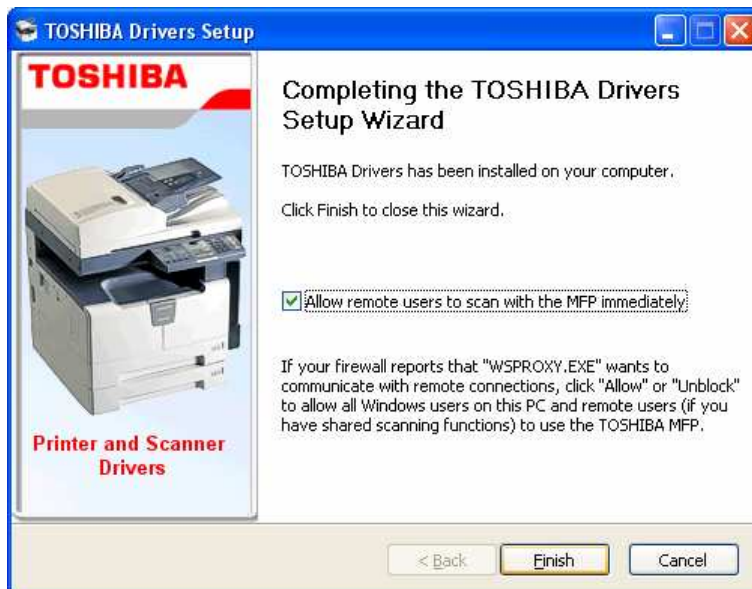 TOSHIBA Drivers Setup
TOSHIBA
Printer and Scanner
Drivers
Completing the TOSHIBA Drivers
Setup Wizard
TOSHIBA Drivers has been installed on your computer.
Click Finish to close this wizard.
Allow remote users to scan with the MFP immediately
If your firewall reports that "WSPROXY.EXE" wants to
communicate with remote connections, click "Allow" or "Unblock"
to allow all Windows users on this PC and remote users (if you
have shared scanning functions) to use the TOSHIBA MFP.
< Back
Finish
Cancel